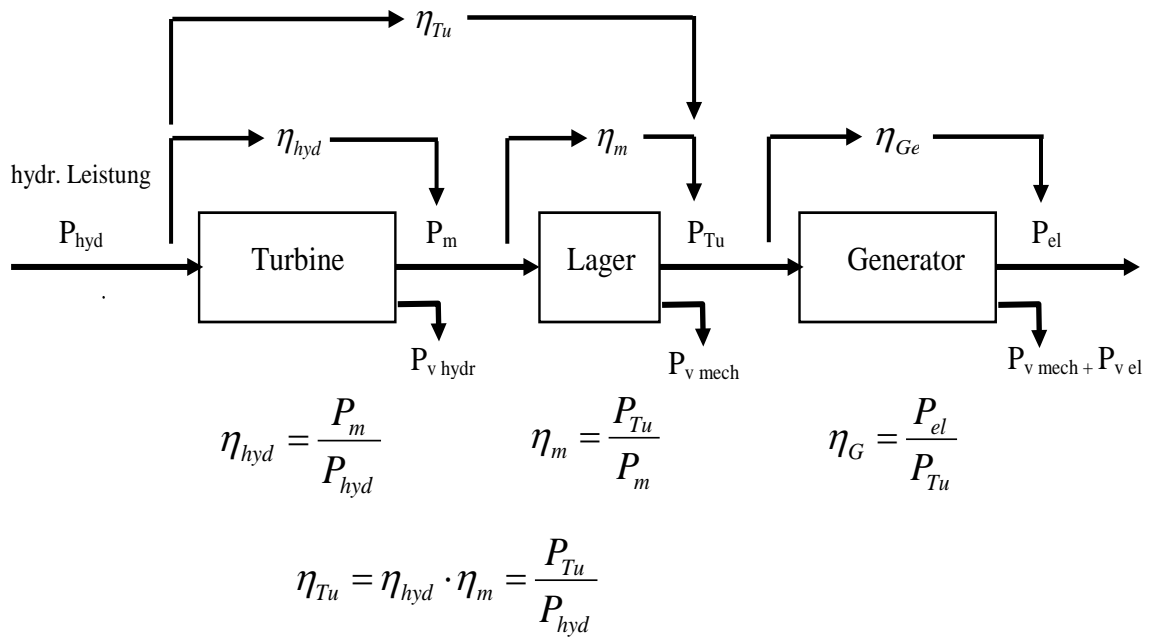 η_Tu
η_hyd η_m η_Ge
hydr. Leistung
P_hyd P_m P_Tu P_el
Turbine Lager Generator
P_v hydr P_v mech P_v mech + P_v el
η_hyd = P_m / P_hyd η_m = P_Tu / P_m η_G = P_el / P_Tu
η_Tu = η_hyd · η_m = P_Tu / P_hyd